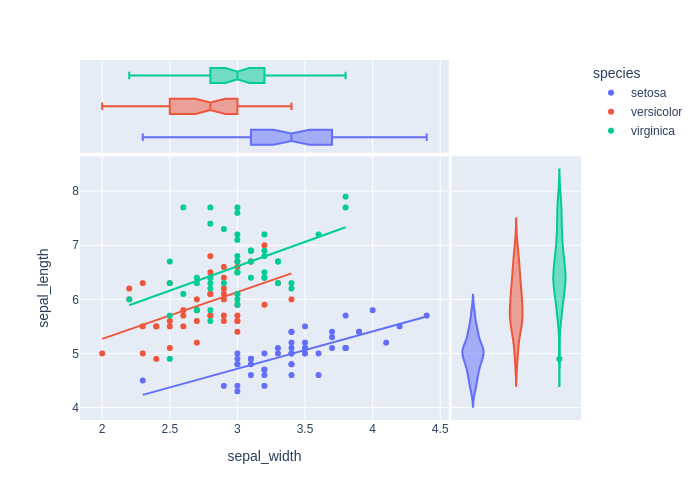 species
setosa
versicolor
virginica
8
7
6
5
4
sepal_length
2
2.5
3
3.5
4
4.5
sepal_width